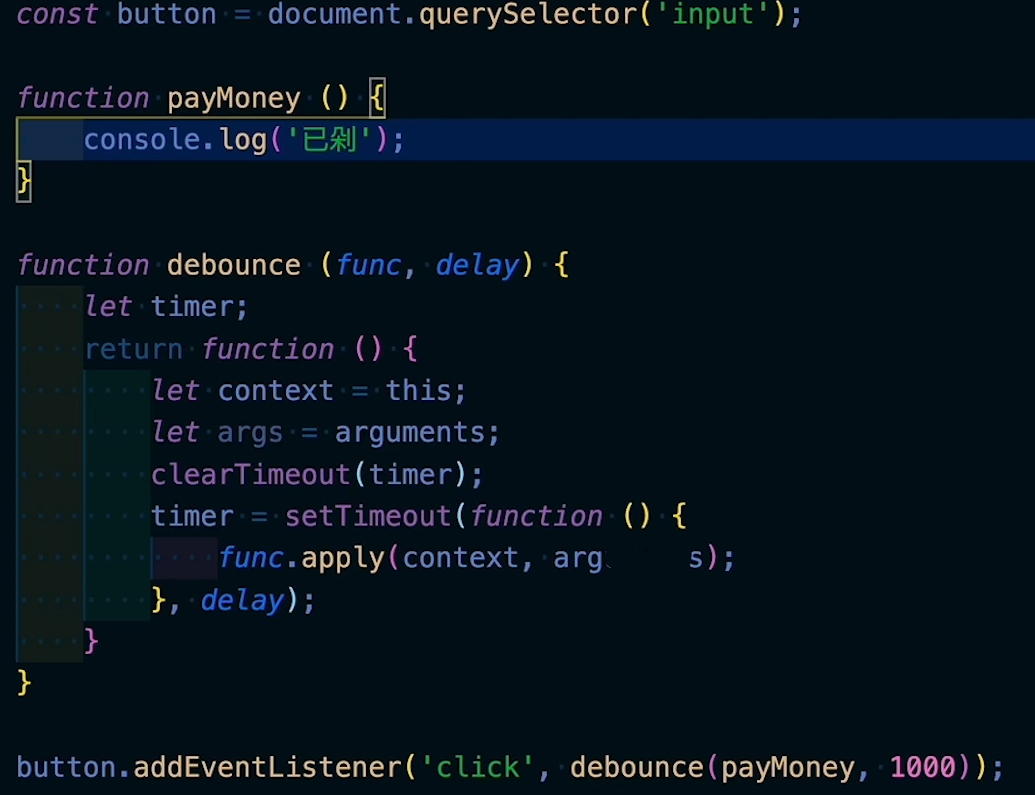 const button = document.querySelector('input');
function payMoney () {
    console.log('已剁');
}
function debounce (func, delay) {
    let timer;
    return function () {
        let context = this;
        let args = arguments;
        clearTimeout(timer);
        timer = setTimeout(function () {
            func.apply(context, arg     s);
        }, delay);
    }
}
button.addEventListener('click', debounce(payMoney, 1000));